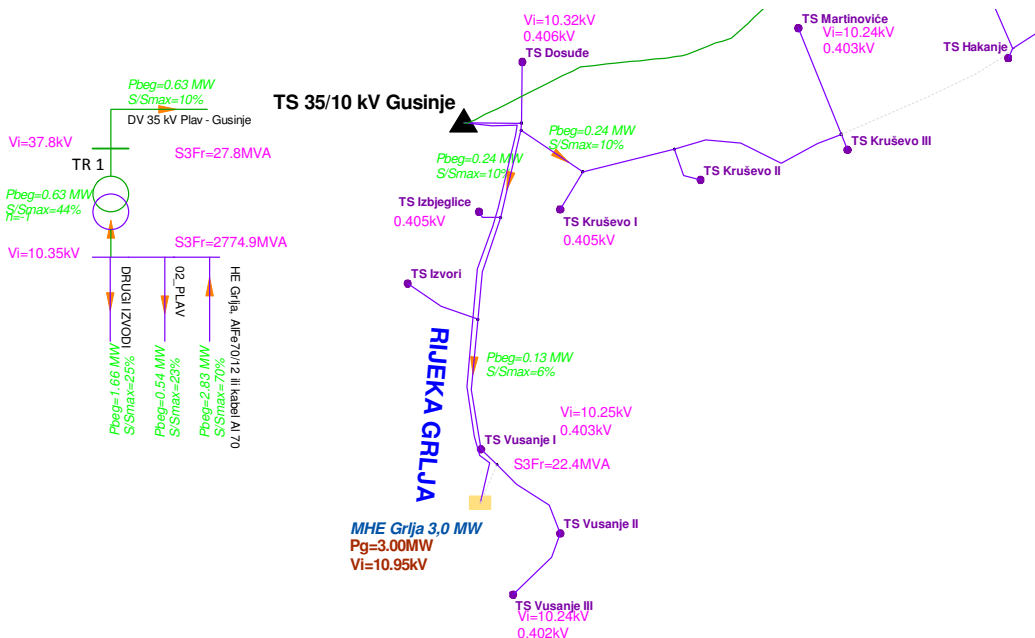 Vi=10.32kV
0.406kV
TS Dosuđe
TS Martinoviće
Vi=10.24kV
0.403kV
TS Hakanje
Pbeg=0.63 MW
S/Smax=10%
DV 35 kV Plav - Gusinje
TS 35/10 kV Gusinje
Vi=37.8kV
TR 1
S3Fr=27.8MVA
Pbeg=0.24 MW
S/Smax=10%
TS Kruševo III
Pbeg=0.24 MW
S/Smax=10%
TS Kruševo II
Pbeg=0.63 MW
S/Smax=44%
n=-1
TS Izbjeglice
0.405kV
TS Kruševo I
0.405kV
S3Fr=2774.9MVA
Vi=10.35kV
DRUGI IZVODI
02_PLAV
HE Grlja, AlFe70/12 ili kabel Al 70
TS Izvori
RIJEKA GRLJA
Pbeg=1.66 MW
S/Smax=25%
Pbeg=0.54 MW
S/Smax=23%
Pbeg=2.83 MW
S/Smax=70%
Pbeg=0.13 MW
S/Smax=6%
Vi=10.25kV
0.403kV
TS Vusanje I
S3Fr=22.4MVA
MHE Grlja 3,0 MW
Pg=3.00MW
Vi=10.95kV
TS Vusanje II
TS Vusanje III
Vi=10.24kV
0.402kV